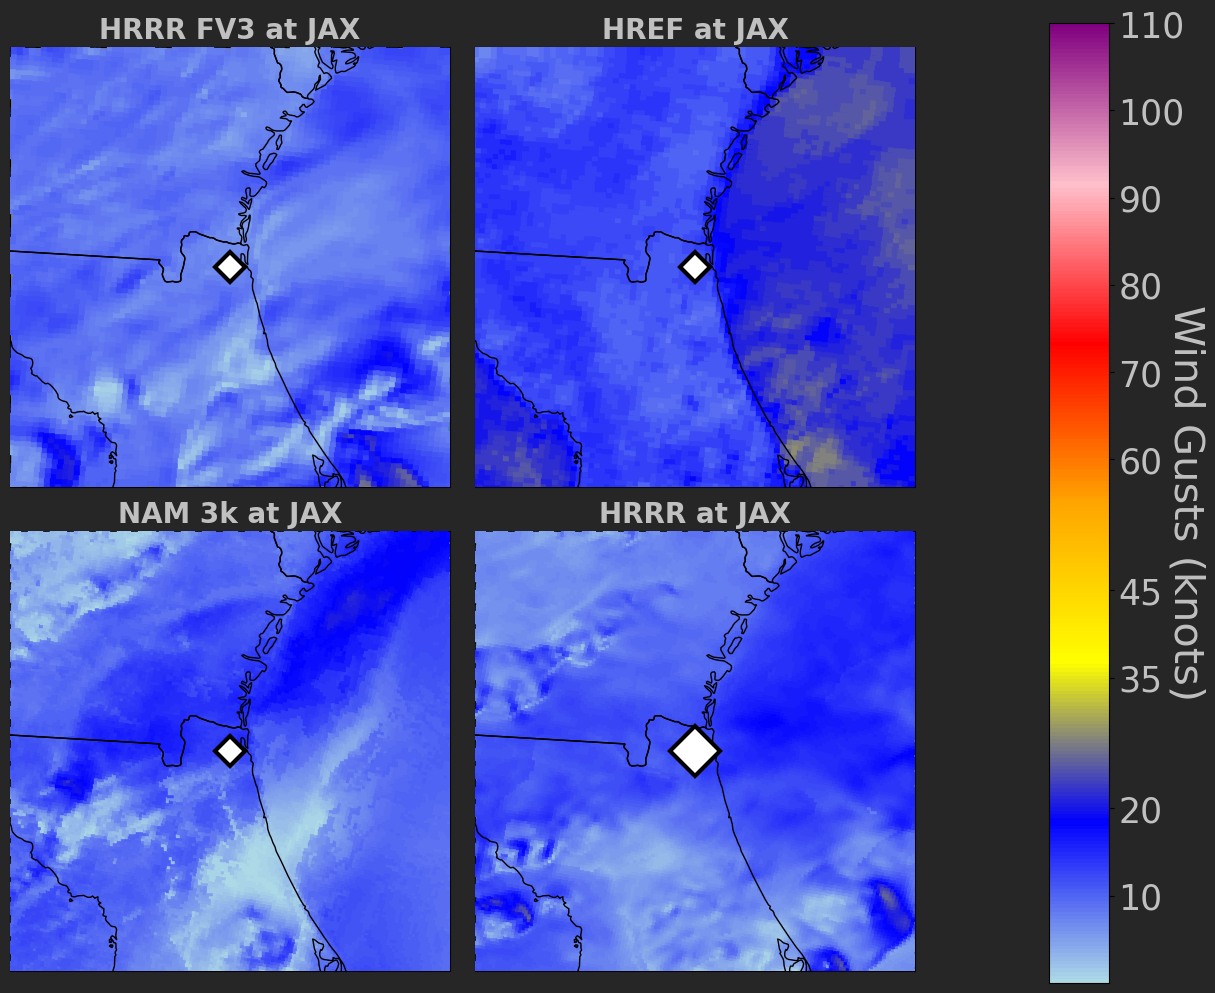 HRRR FV3 at JAX
HREF at JAX
NAM 3k at JAX
HRRR at JAX
110
100
90
80
70
60
45
35
20
10
Wind Gusts (knots)